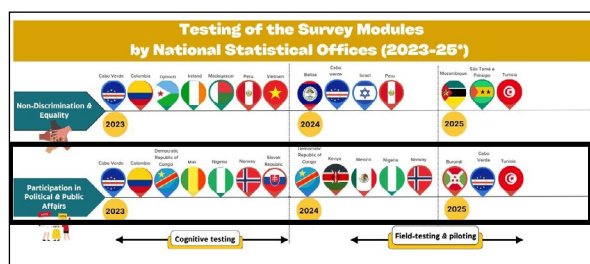 Testing of the Survey Modules
by National Statistical Offices (2023-25*)
Non-Discrimination &
Equality
Cabo Verde
Colombia
Djibouti
Ireland
Madagascar
Peru
Vietnam
2023
Belize
Cabo
Verde
Israel
Peru
2024
Mozambique
São Tomé e
Príncipe
Tunisia
2025
Participation in
Political & Public
Affairs
Cabo Verde
Colombia
Democratic
Republic of
Congo
Mali
Nigeria
Norway
Slovak
Republic
2023
Democratic
Republic of
Congo
Kenya
Mexico
Nigeria
Norway
2024
Burundi
Cabo
Verde
Tunisia
2025
Cognitive testing
Field-testing & piloting